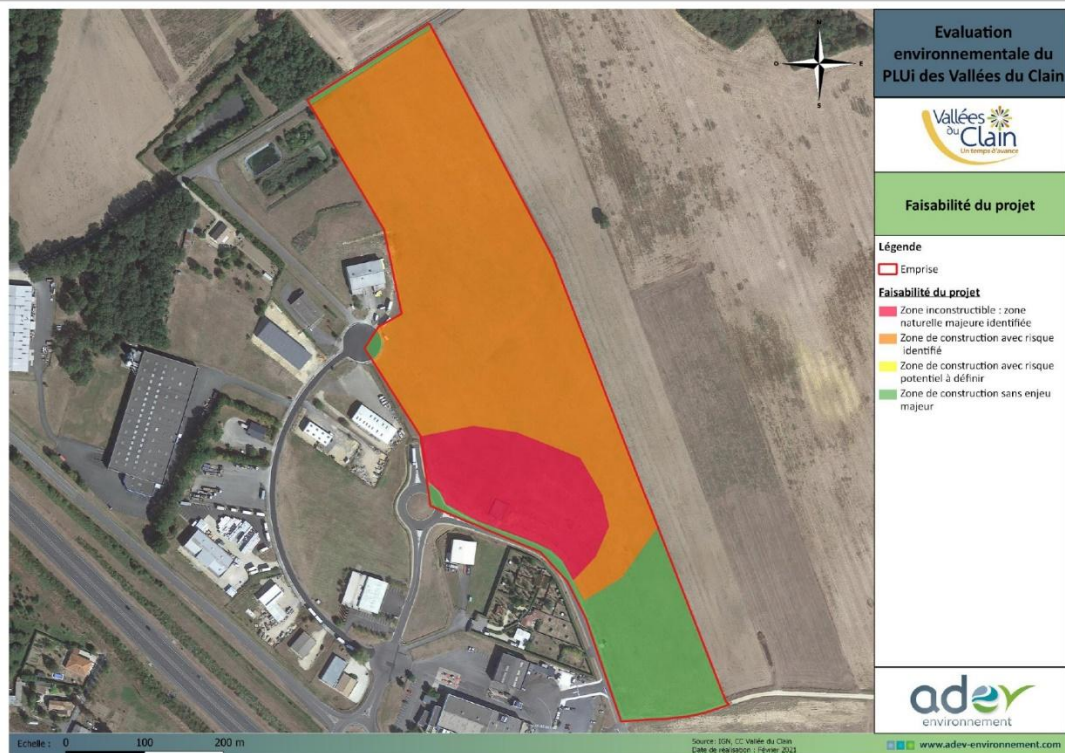 Evaluation
environnementale du
PLUi des Vallées du Clain
Vallées
du
Clain
Un temps d'avance
Faisabilité du projet
Légende
Emprise
Faisabilité du projet
Zone inconstructible : zone
naturelle majeure identifiée
Zone de construction avec risque
identifié
Zone de construction avec risque
potentiel à définir
Zone de construction sans enjeu
majeur
N
O
E
S
adev
environnement
Echelle : 0 100 200 m
Source: IGN, CC Vallée du Clain
Date de réalisation : Février 2021
www.adev-environnement.com